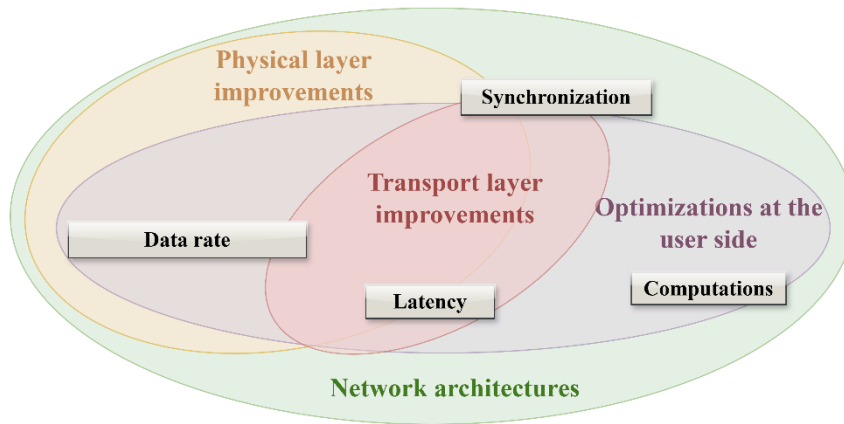 Physical layer
improvements
Synchronization
Transport layer
improvements
Optimizations at the
user side
Data rate
Computations
Latency
Network architectures